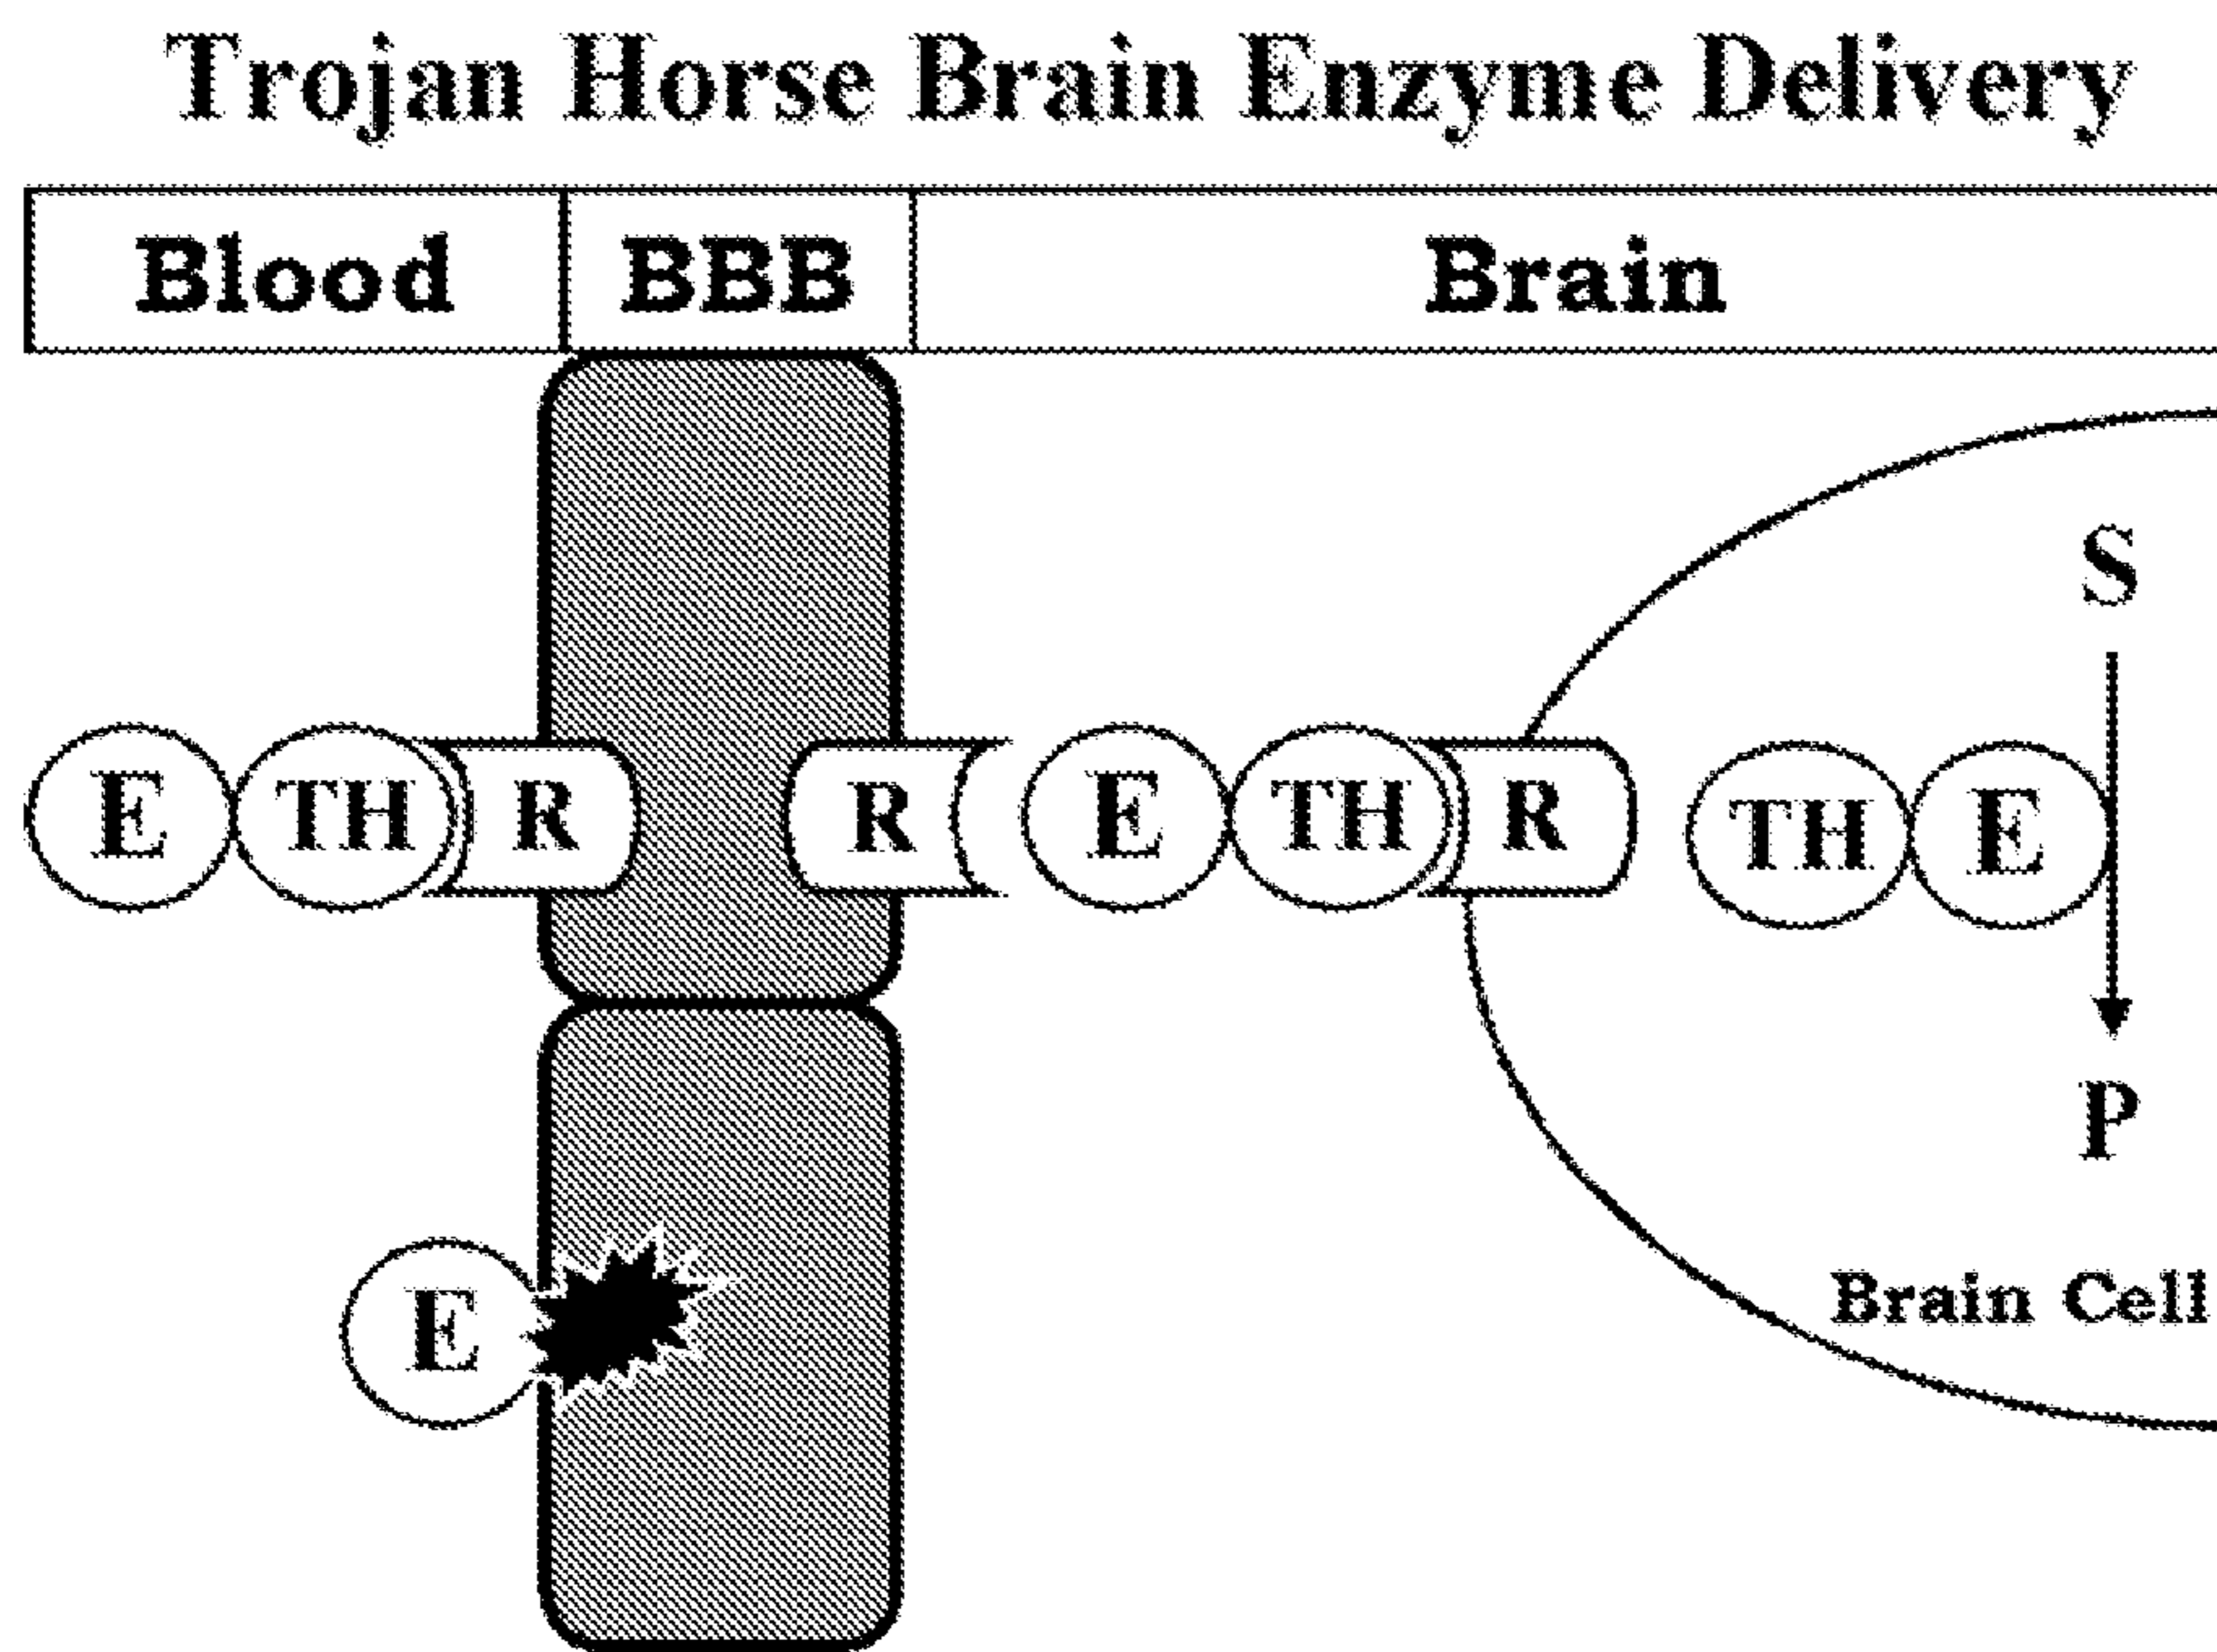 Trojan Horse Brain Enzyme Delivery
Blood BBB Brain
S
E TH R R E TH R TH E
P
Brain Cell
E